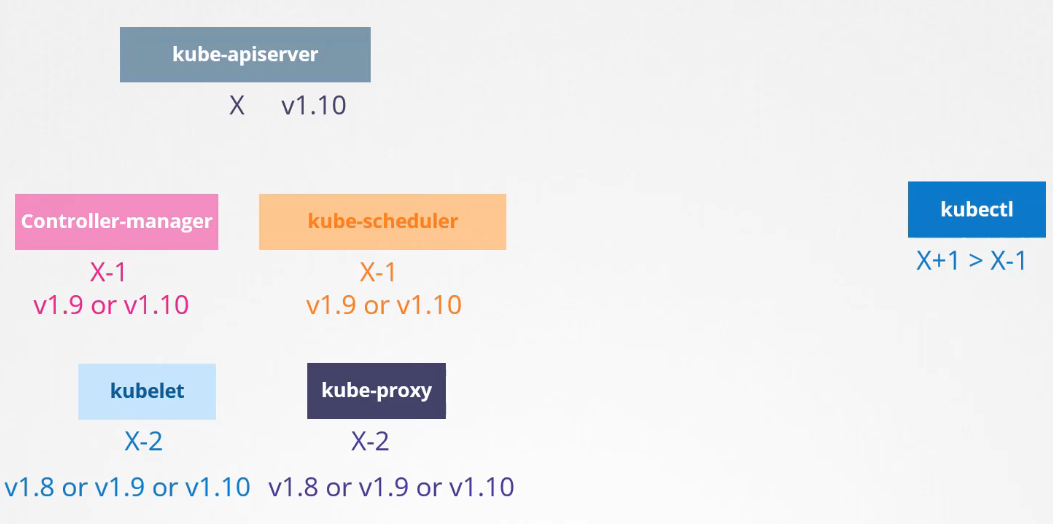 kube-apiserver
X v1.10
Controller-manager
X-1
v1.9 or v1.10
kube-scheduler
X-1
v1.9 or v1.10
kubectl
X+1 > X-1
kubelet
X-2
v1.8 or v1.9 or v1.10
kube-proxy
X-2
v1.8 or v1.9 or v1.10